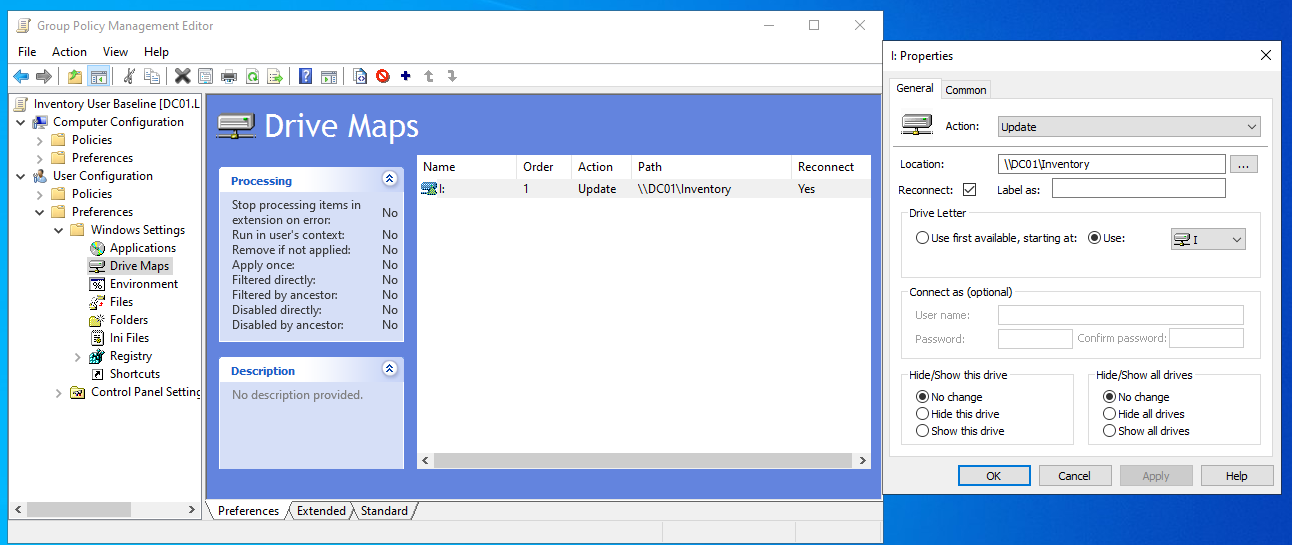 Group Policy Management Editor
File Action View Help
Inventory User Baseline [DC01.L
Computer Configuration
Policies
Preferences
User Configuration
Policies
Preferences
Windows Settings
Applications
Drive Maps
Environment
Files
Folders
Ini Files
Registry
Shortcuts
Control Panel Setting
Drive Maps
Processing
Stop processing items in
extension on error: No
Run in user's context: No
Remove if not applied: No
Apply once: No
Filtered directly: No
Filtered by ancestor: No
Disabled directly: No
Disabled by ancestor: No
Description
No description provided.
Name Order Action Path Reconnect
I: 1 Update \\DC01\Inventory Yes
Preferences Extended Standard
I: Properties
General Common
Action: Update
Location: \\DC01\Inventory ...
Reconnect: Label as:
Drive Letter
Use first available, starting at: Use: I
Connect as (optional)
User name:
Password: Confirm password:
Hide/Show this drive
No change
Hide this drive
Show this drive
Hide/Show all drives
No change
Hide all drives
Show all drives
OK Cancel Apply Help